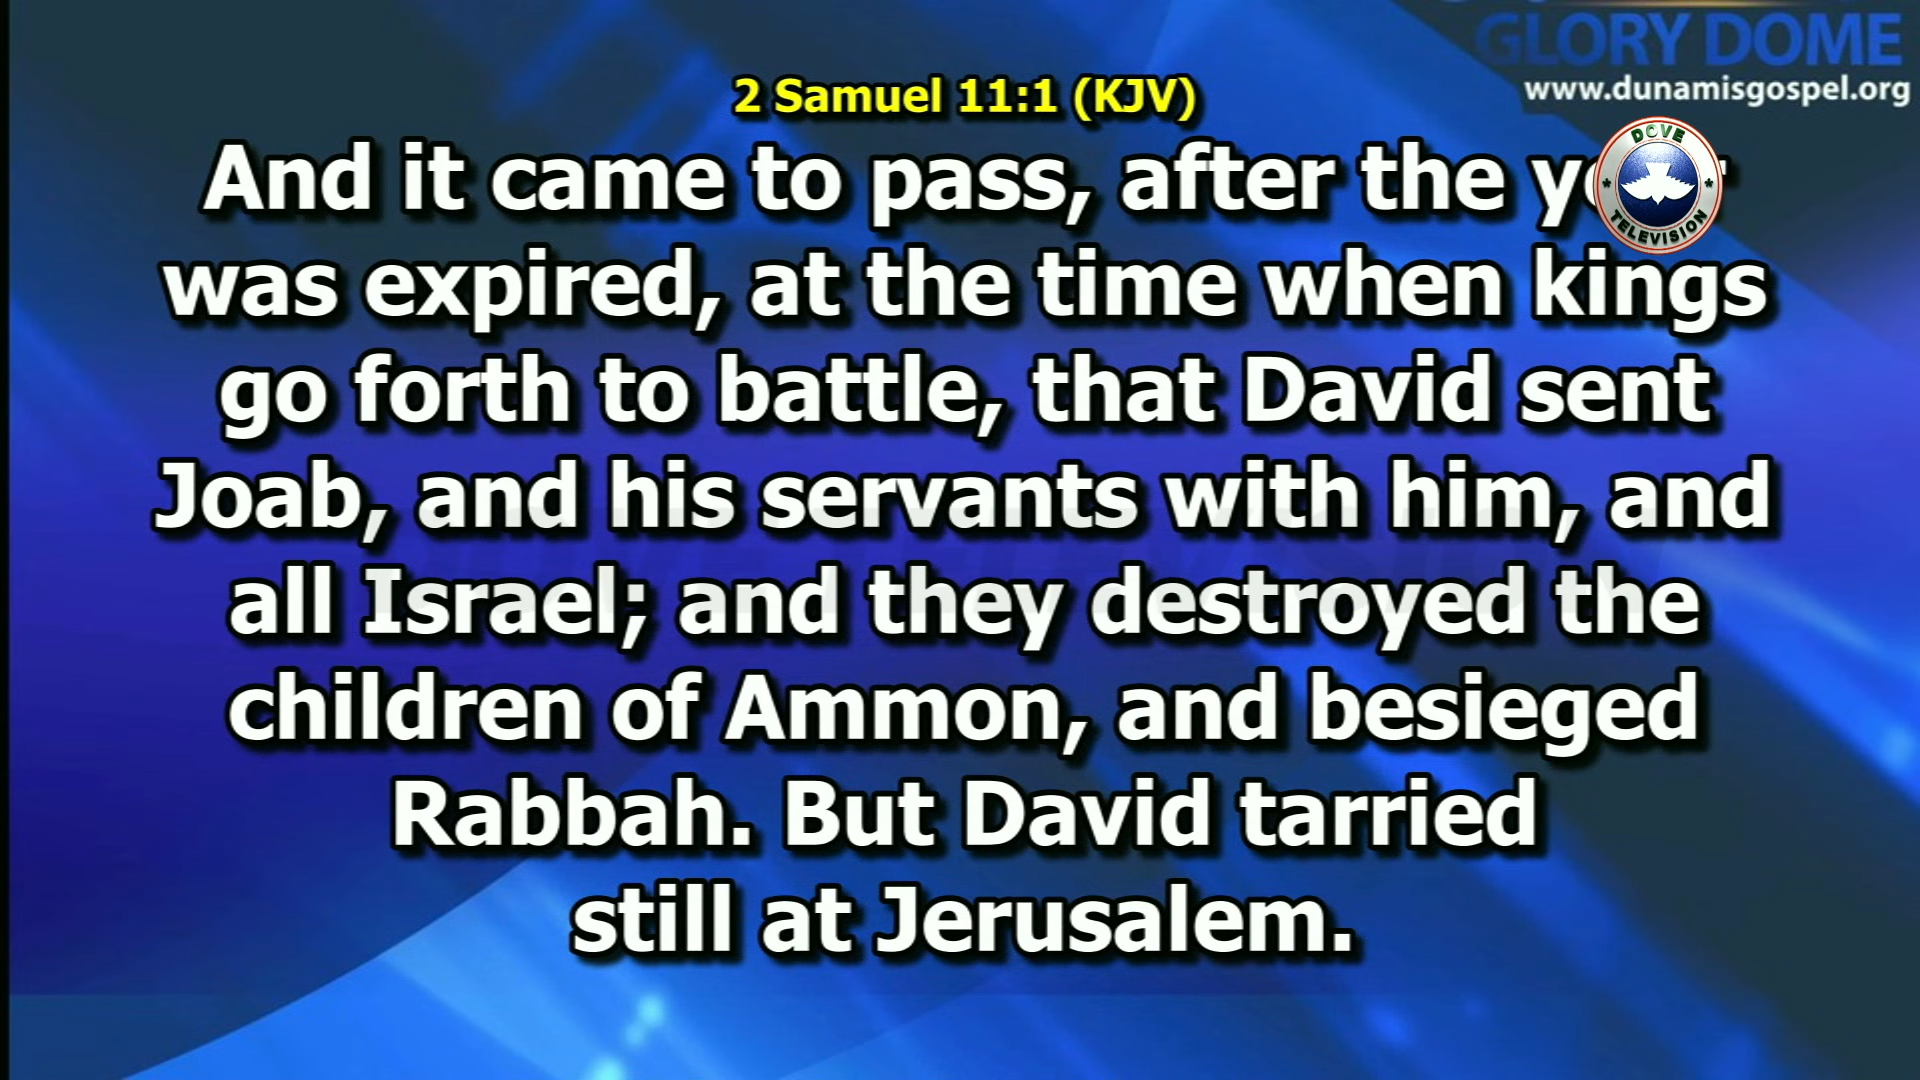 GLORY DOME
www.dunamisgospel.org
2 Samuel 11:1 (KJV)
DOVE
TELEVISION
And it came to pass, after the
was expired, at the time when kings
go forth to battle, that David sent
Joab, and his servants with him, and
all Israel; and they destroyed the
children of Ammon, and besieged
Rabbah. But David tarried
still at Jerusalem.